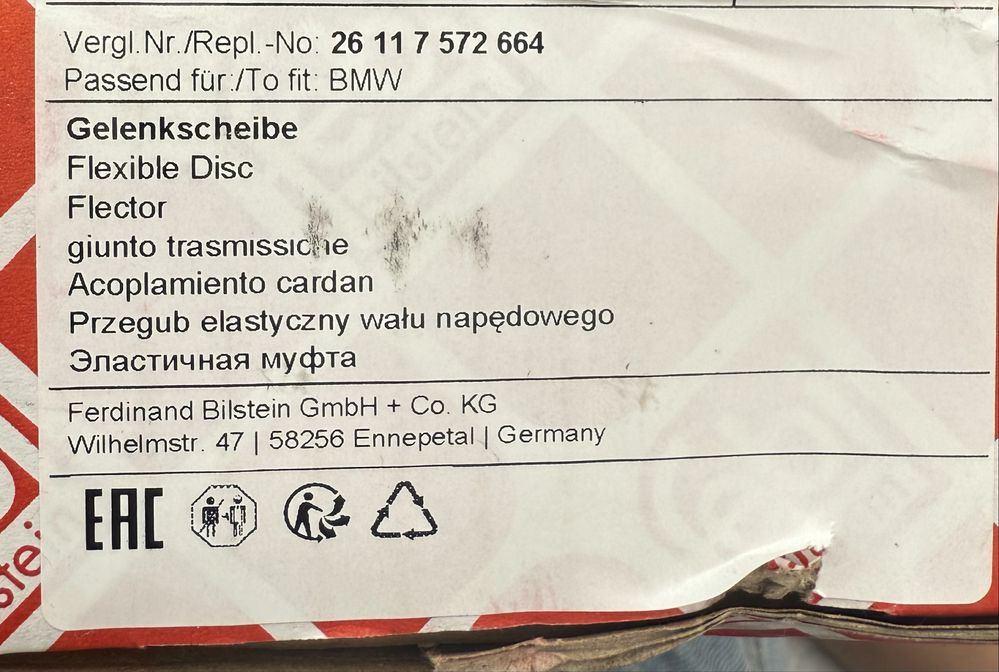 Vergl.Nr./Repl.-No: 26 11 7 572 664
Passend für:/To fit: BMW
Gelenkscheibe
Flexible Disc
Flector
giunto trasmissione
Acoplamiento cardan
Przegub elastyczny wału napędowego
Эластичная муфта
Ferdinand Bilstein GmbH + Co. KG
Wilhelmstr. 47 | 58256 Ennepetal | Germany
EAC